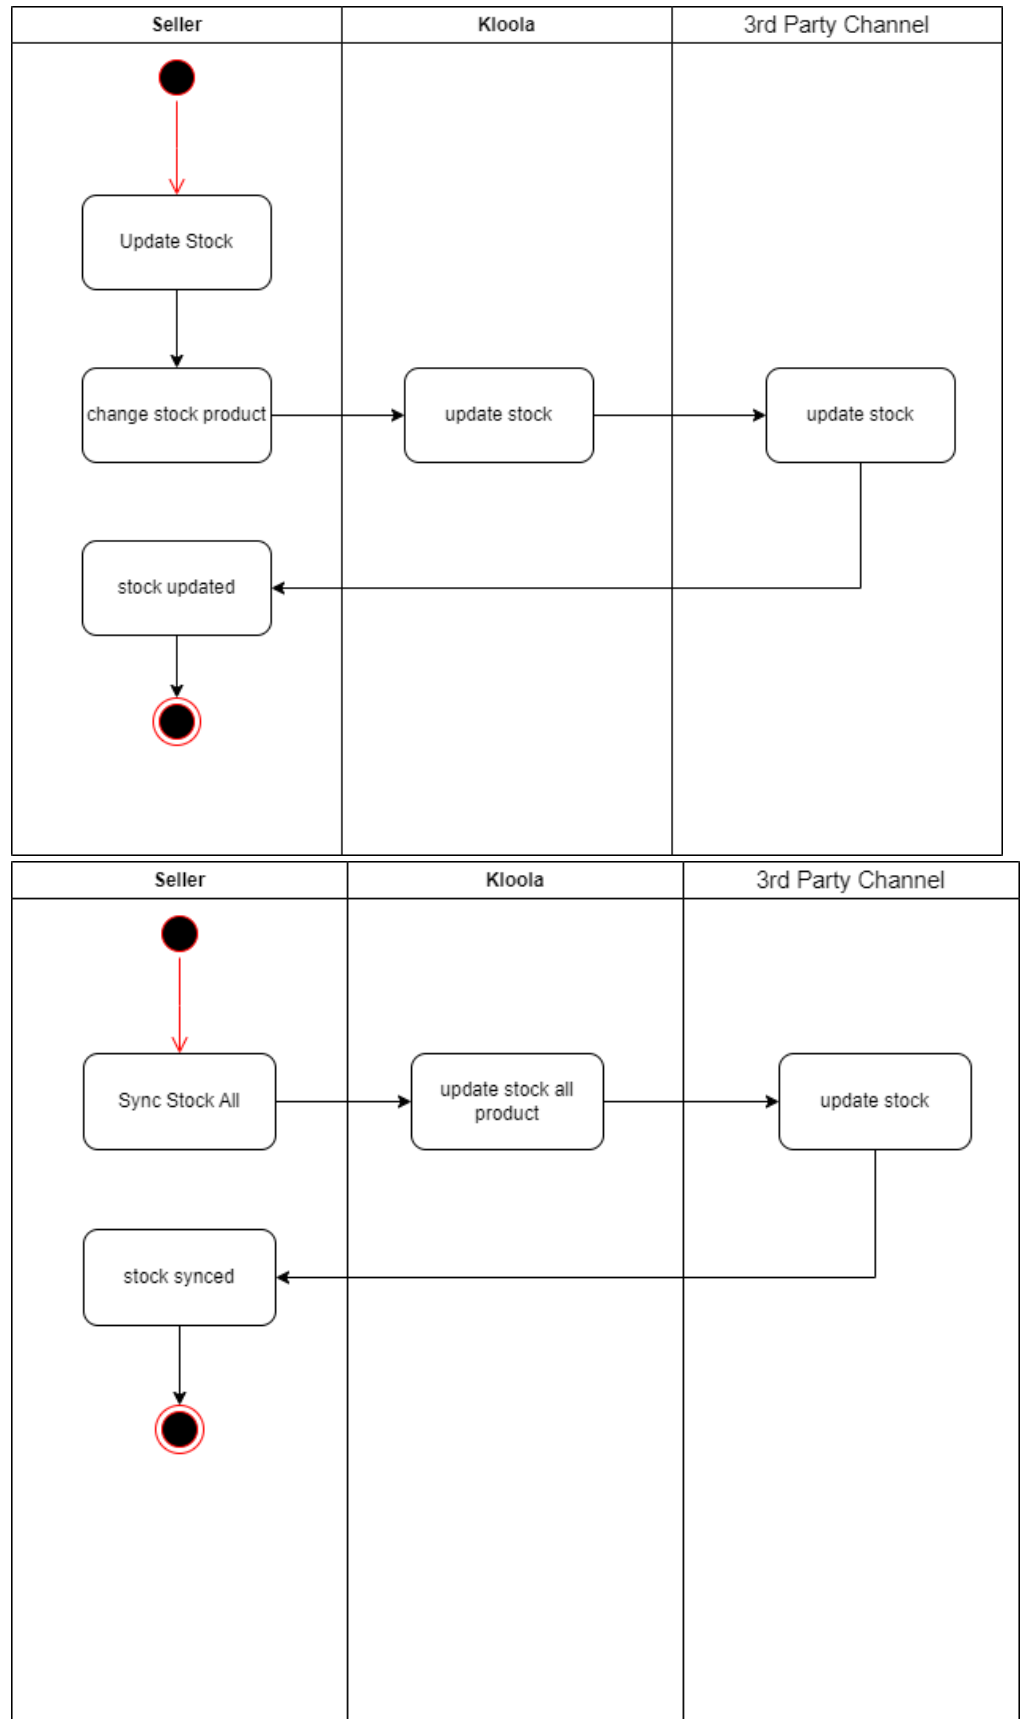 Seller
Kloola
3rd Party Channel
Update Stock
change stock product
update stock
update stock
stock updated
Seller
Kloola
3rd Party Channel
Sync Stock All
update stock all
product
update stock
stock synced